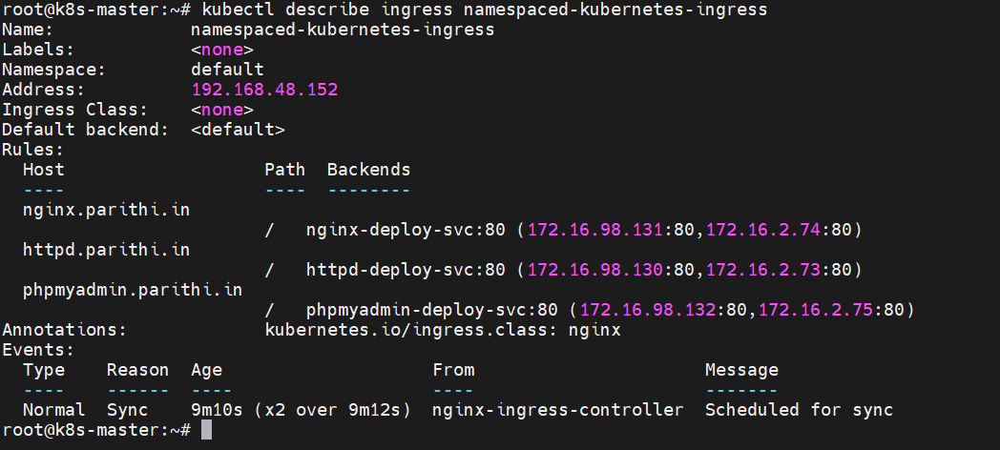 root@k8s-master:~# kubectl describe ingress namespaced-kubernetes-ingress
Name:             namespaced-kubernetes-ingress
Labels:           <none>
Namespace:        default
Address:          192.168.48.152
Ingress Class:    <none>
Default backend:  <default>
Rules:
  Host                   Path  Backends
  ----                   ----  --------
  nginx.parithi.in
                         /   nginx-deploy-svc:80 (172.16.98.131:80,172.16.2.74:80)
  httpd.parithi.in
                         /   httpd-deploy-svc:80 (172.16.98.130:80,172.16.2.73:80)
  phpmyadmin.parithi.in
                         /   phpmyadmin-deploy-svc:80 (172.16.98.132:80,172.16.2.75:80)
Annotations:             kubernetes.io/ingress.class: nginx
Events:
  Type    Reason  Age                    From                      Message
  ----    ------  ----                   ----                      -------
  Normal  Sync    9m10s (x2 over 9m12s)  nginx-ingress-controller  Scheduled for sync
root@k8s-master:~#